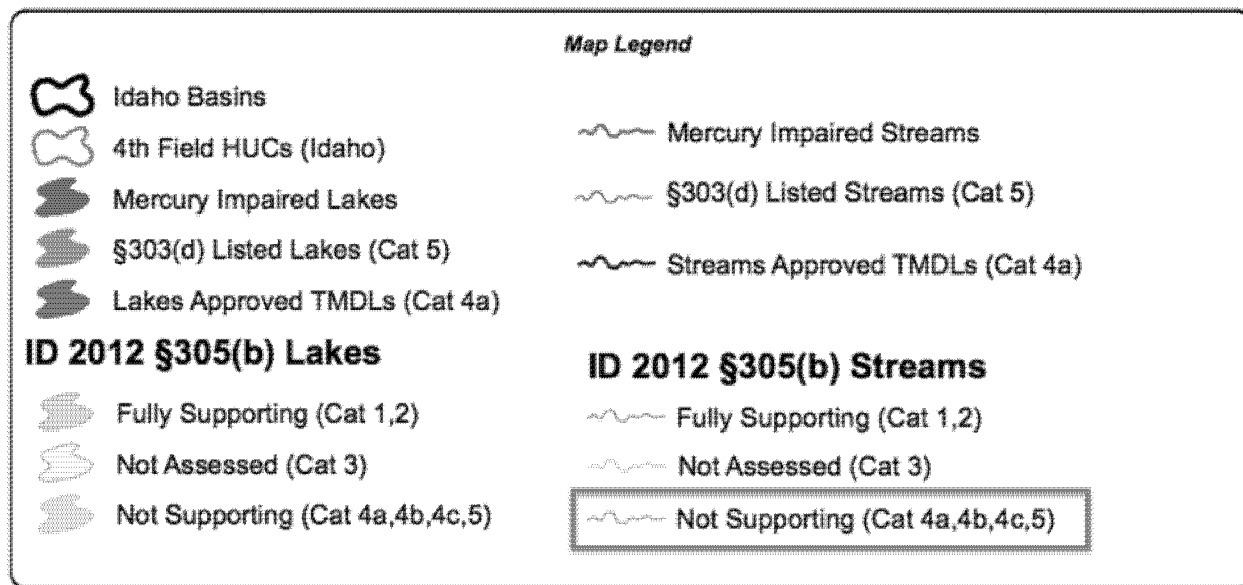 Map Legend
Idaho Basins
4th Field HUCs (Idaho)
Mercury Impaired Lakes
§303(d) Listed Lakes (Cat 5)
Lakes Approved TMDLs (Cat 4a)
Mercury Impaired Streams
§303(d) Listed Streams (Cat 5)
Streams Approved TMDLs (Cat 4a)
ID 2012 §305(b) Lakes
Fully Supporting (Cat 1,2)
Not Assessed (Cat 3)
Not Supporting (Cat 4a,4b,4c,5)
ID 2012 §305(b) Streams
Fully Supporting (Cat 1,2)
Not Assessed (Cat 3)
Not Supporting (Cat 4a,4b,4c,5)